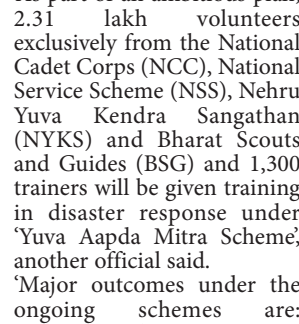 As part of an ambitious plan,
2.31 lakh volunteers
exclusively from the National
Cadet Corps (NCC), National
Service Scheme (NSS), Nehru
Yuva Kendra Sangathan
(NYKS) and Bharat Scouts
and Guides (BSG) and 1,300
trainers will be given training
in disaster response under
‘Yuva Aapda Mitra Scheme’,
another official said.
‘Major outcomes under the
ongoing schemes are: